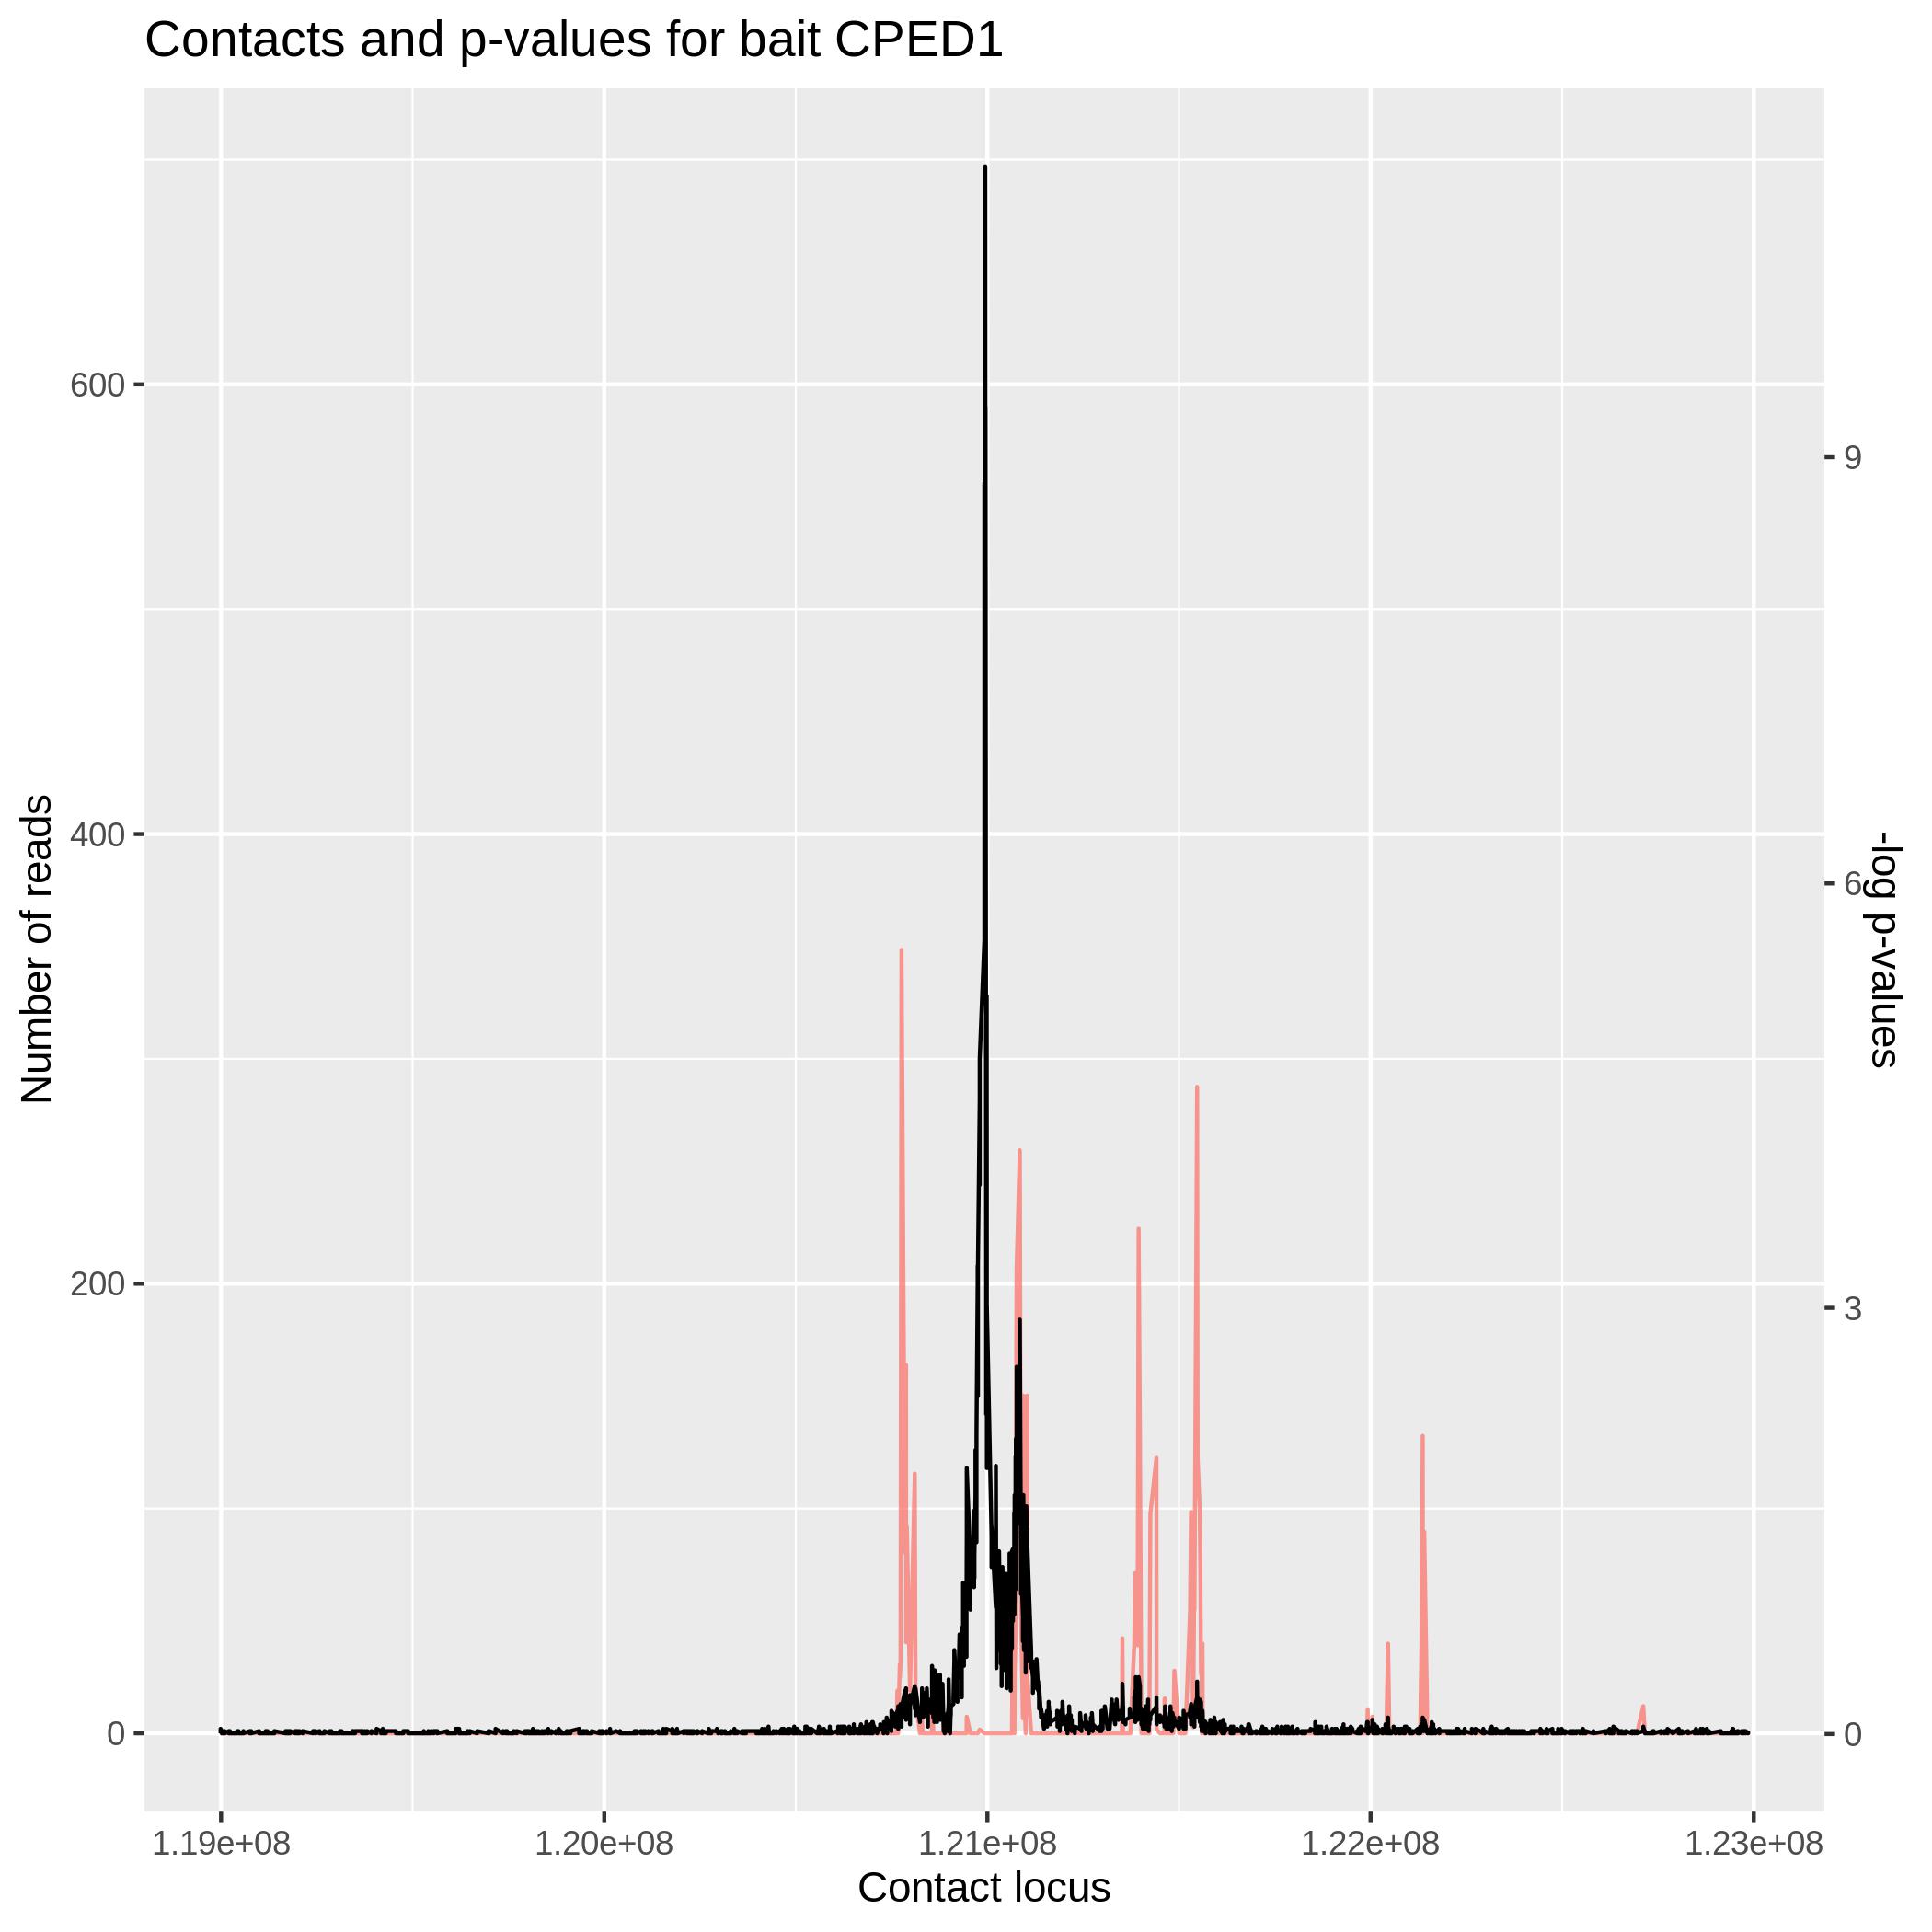 Contacts and p-values for bait CPED1
Number of reads
600
400
200
0
9
6
3
0
-log p-values
1.19e+08 1.20e+08 1.21e+08 1.22e+08 1.23e+08
Contact locus